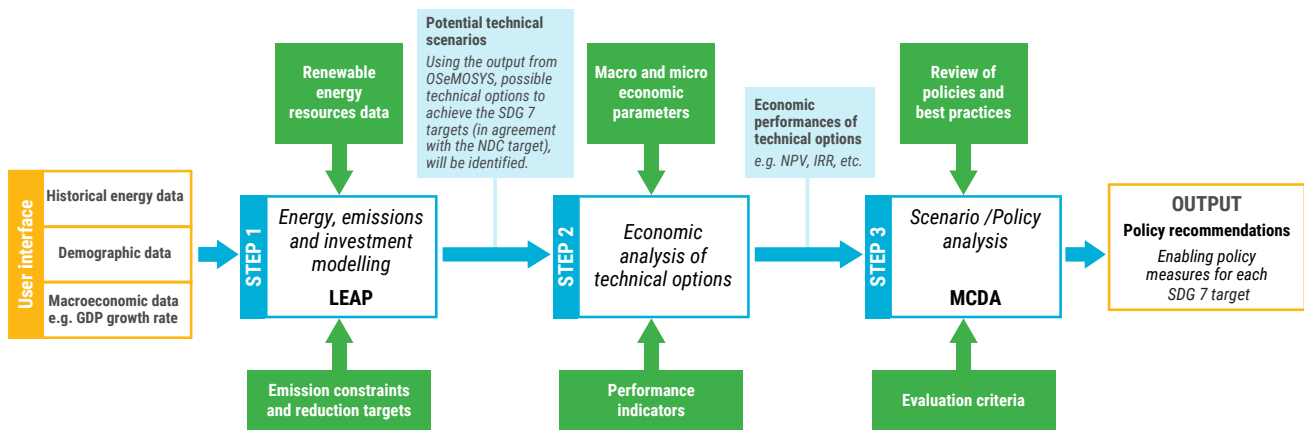 User interface
Historical energy data
Demographic data
Macroeconomic data
e.g. GDP growth rate
Renewable
energy
resources data
STEP 1
Energy, emissions
and investment
modelling
LEAP
Emission constraints
and reduction targets
Potential technical
scenarios
Using the output from
OSeMOSYS, possible
technical options to
achieve the SDG 7
targets (in agreement
with the NDC target),
will be identified.
Macro and micro
economic
parameters
STEP 2
Economic
analysis of
technical options
Performance
indicators
Economic
performances of
technical options
e.g. NPV, IRR, etc.
Review of
policies and
best practices
STEP 3
Scenario /Policy
analysis
MCDA
Evaluation criteria
OUTPUT
Policy recommendations
Enabling policy
measures for each
SDG 7 target